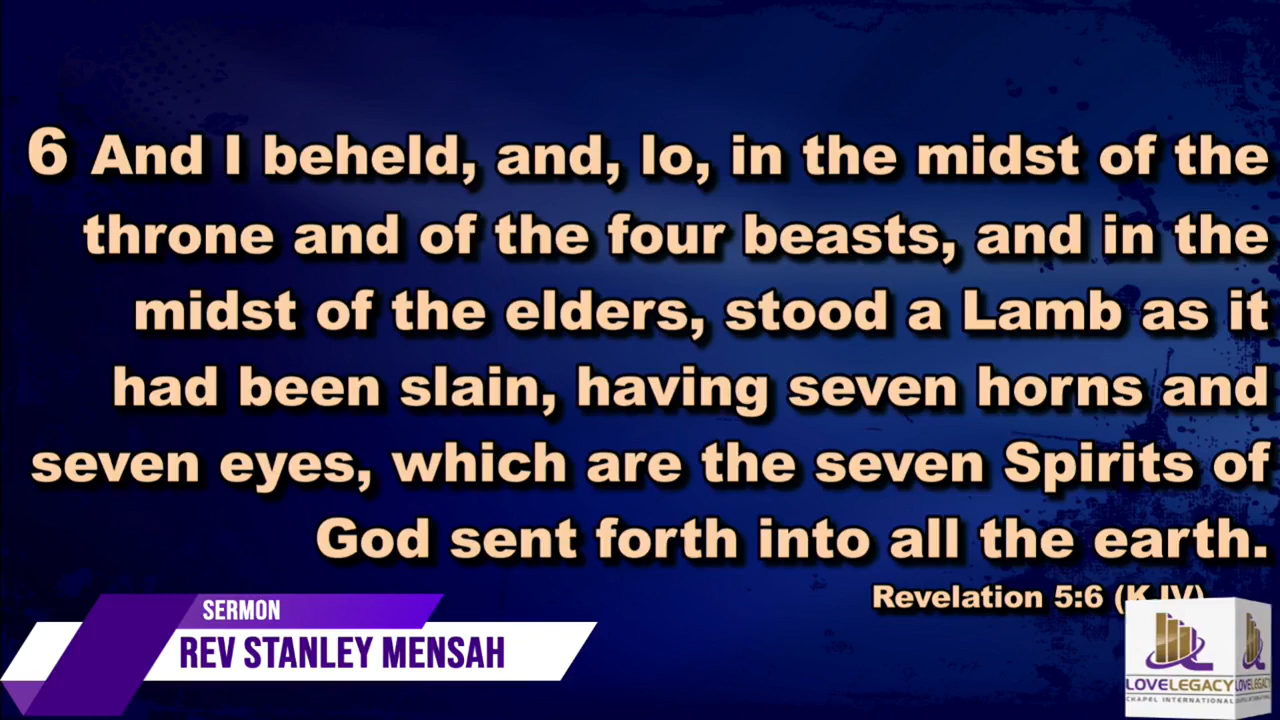 6 And I beheld, and, lo, in the midst of the
throne and of the four beasts, and in the
midst of the elders, stood a Lamb as it
had been slain, having seven horns and
seven eyes, which are the seven Spirits of
God sent forth into all the earth.
Revelation 5:6 (KJV)
SERMON
REV STANLEY MENSAH
LOVELEGACY
CHAPEL INTERNATIONAL
LOVELEGACY